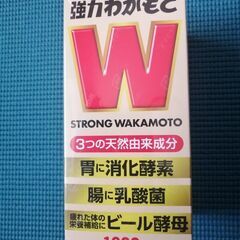 強力わかもと
W
STRONG WAKAMOTO
3つの天然由来成分
胃に消化酵素
腸に乳酸菌
疲れた体の
栄養補給に ビール酵母
1000